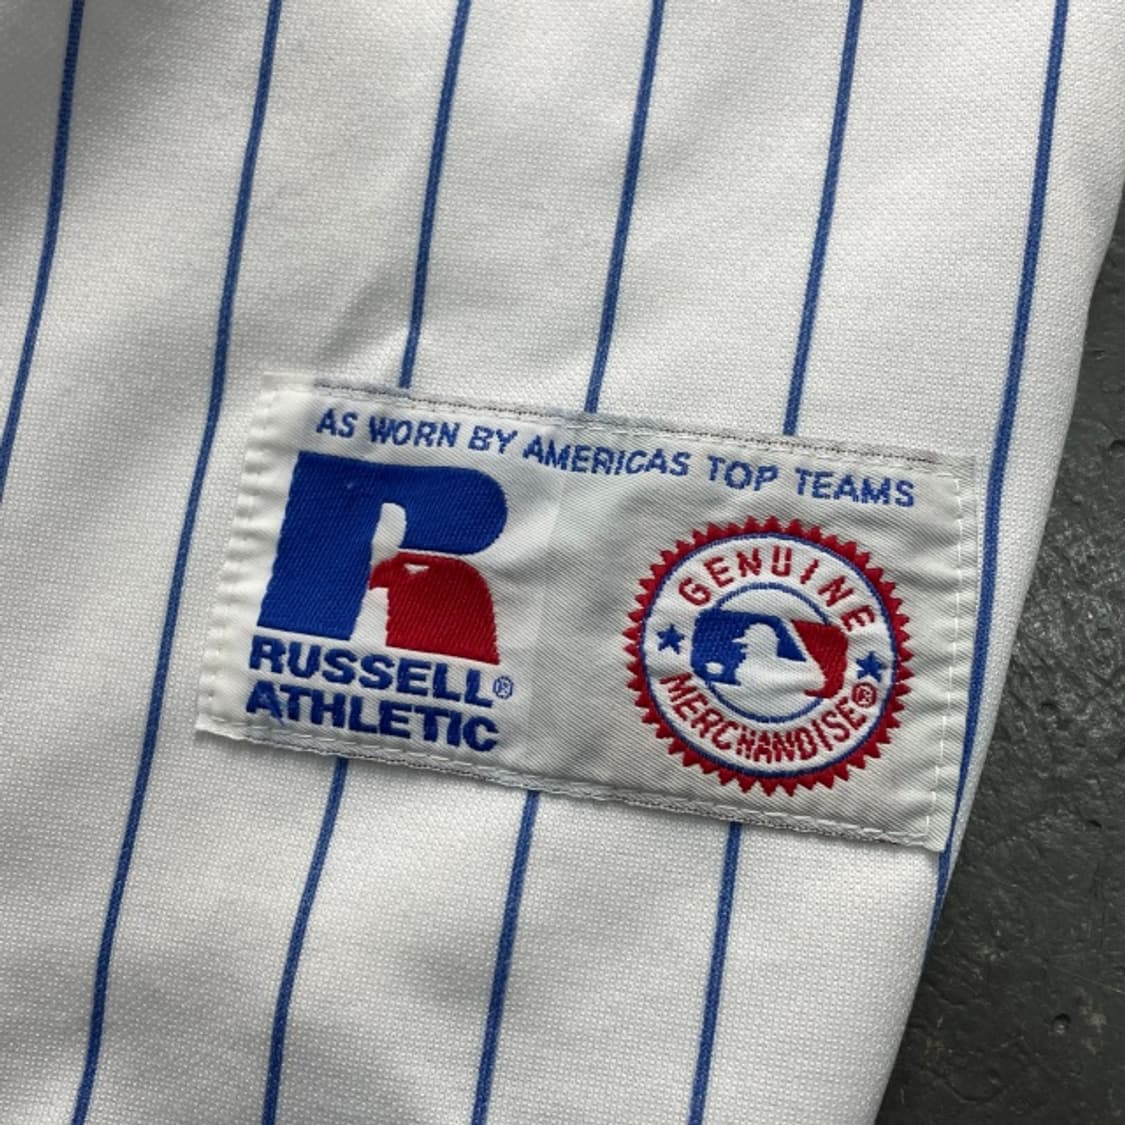 AS WORN BY AMERICAS TOP TEAMS
RUSSELL®
ATHLETIC
GENUINE
MERCHANDISE®